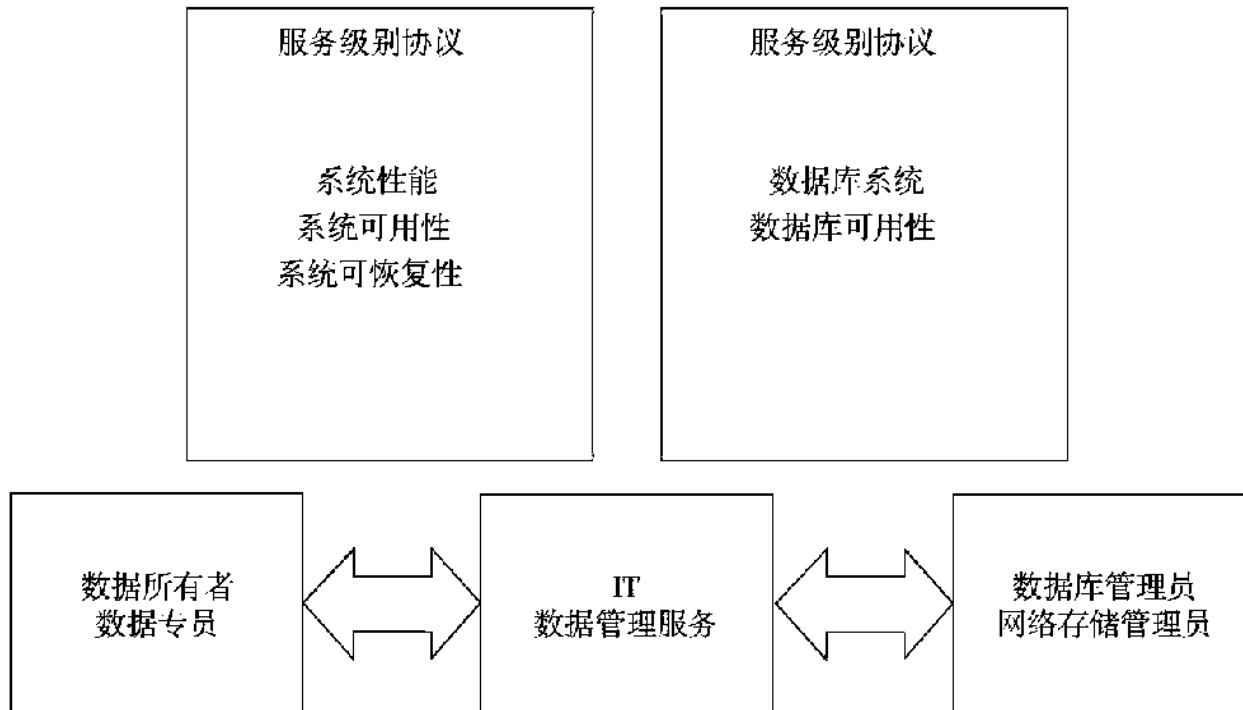 服务级别协议
系统性能
系统可用性
系统可恢复性
服务级别协议
数据库系统
数据库可用性
数据所有者
数据专员
IT
数据管理服务
数据库管理员
网络存储管理员